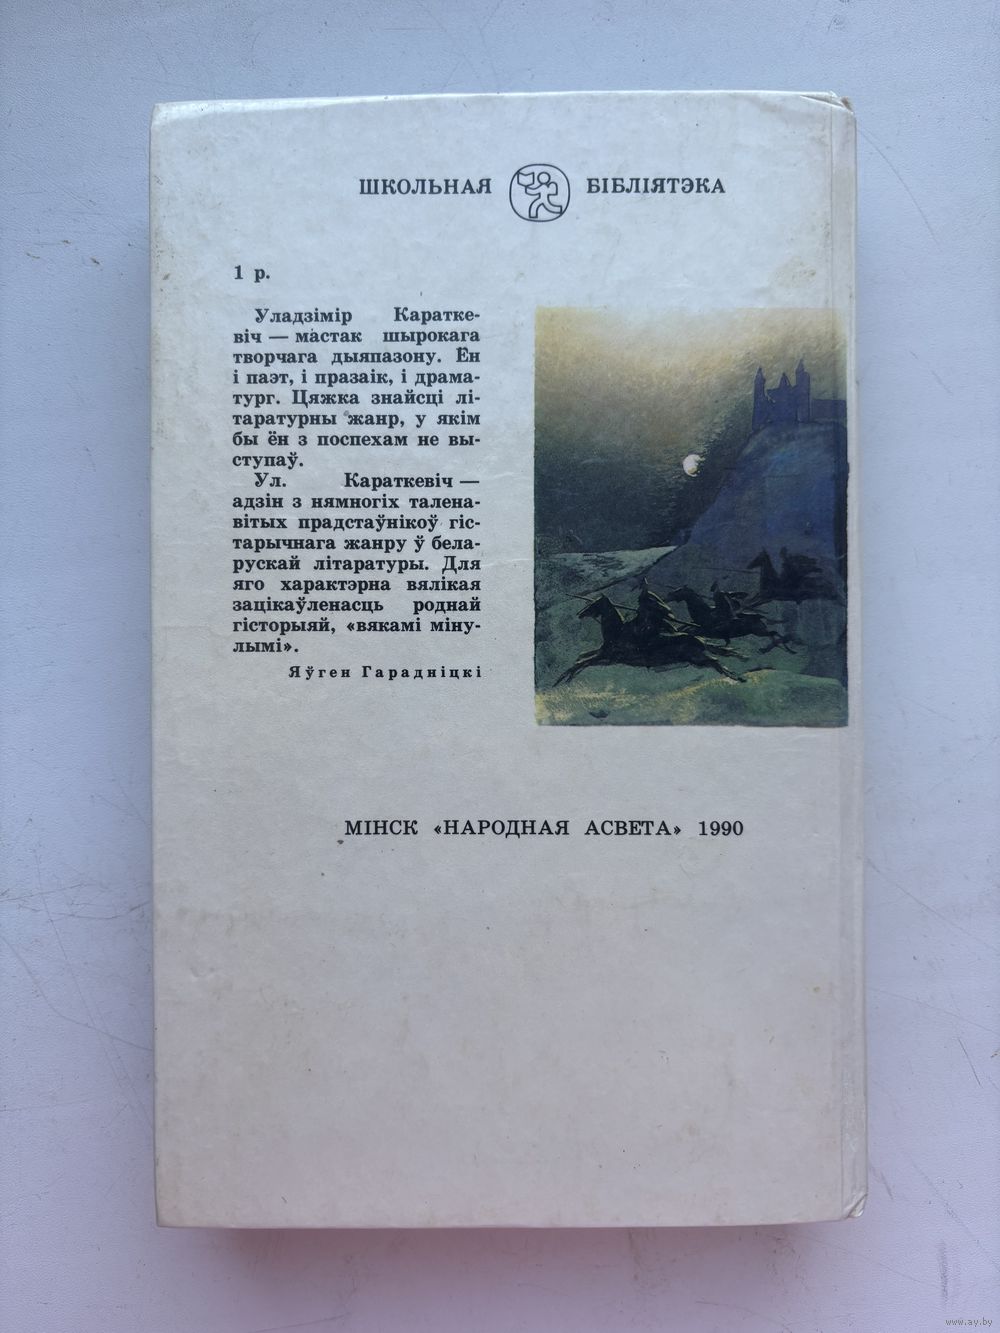 ШКОЛЬНАЯ БІБЛІЯТЭКА
1 р.
Уладзімір Каратке-
віч — мастак шырокага
творчага дыяпазону. Ён
і паэт, і празаік, і драма-
тург. Цяжка знайсці лі-
таратурны жанр, у якім
бы ён з поспехам не вы-
ступаў.
Ул. Караткевіч —
адзін з нямногіх талена-
вітых прадстаўнікоў гіс-
тарычнага жанру ў бела-
рускай літаратуры. Для
яго характэрна вялікая
зацікаўленасць роднай
гісторыяй, «вякамі міну-
лымі».
Яўген Гарадніцкі
МІНСК «НАРОДНАЯ АСВЕТА» 1990
www.ay.by